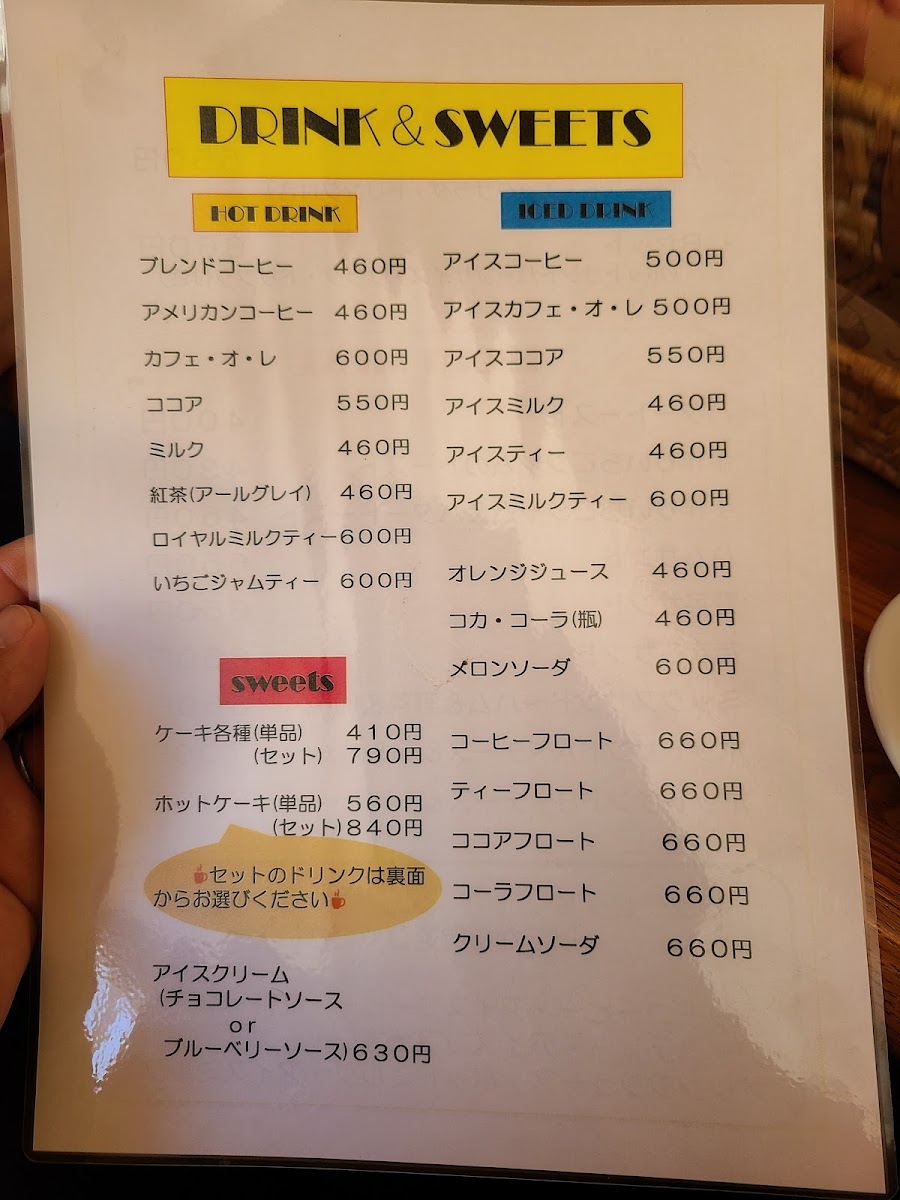 DRINK & SWEETS
HOT DRINK
ブレンドコーヒー 460円
アメリカンコーヒー 460円
カフェ・オ・レ 600円
ココア 550円
ミルク 460円
紅茶(アールグレイ) 460円
ロイヤルミルクティー600円
いちごジャムティー 600円
sweets
ケーキ各種(単品) 410円
(セット) 790円
ホットケーキ(単品) 560円
(セット)840円
セットのドリンクは裏面
からお選びください
アイスクリーム
(チョコレートソース
or
ブルーベリーソース)630円
ICED DRINK
アイスコーヒー 500円
アイスカフェ・オ・レ 500円
アイスココア 550円
アイスミルク 460円
アイスティー 460円
アイスミルクティー 600円
オレンジジュース 460円
コカ・コーラ(瓶) 460円
メロンソーダ 600円
コーヒーフロート 660円
ティーフロート 660円
ココアフロート 660円
コーラフロート 660円
クリームソーダ 660円